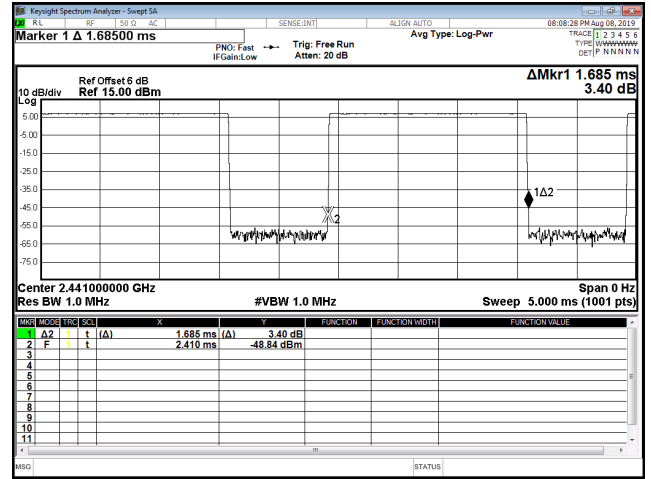 Keysight Spectrum Analyzer - Swept SA
RL RF 50 Ω AC SENSE:INT ALIGN AUTO 08:08:28 PM Aug 08, 2019
Marker 1 Δ 1.68500 ms
PNO: Fast Trig: Free Run Avg Type: Log-Pwr TRACE 1 2 3 4 5 6
IFGain:Low Atten: 20 dB TYPE WWWWWW
DET P N N N N N
ΔMkr1 1.685 ms
3.40 dB
Ref Offset 6 dB
10 dB/div Ref 15.00 dBm
Log
5.00
-5.00
-15.0
-25.0
-35.0
1Δ2
-45.0
2
-55.0
-65.0
-75.0
Center 2.441000000 GHz Span 0 Hz
Res BW 1.0 MHz #VBW 1.0 MHz Sweep 5.000 ms (1001 pts)
MKR MODE TRC SCL X Y FUNCTION FUNCTION WIDTH FUNCTION VALUE
1 Δ2 1 t (Δ) 1.685 ms (Δ) 3.40 dB
2 F 1 t 2.410 ms -48.84 dBm
3
4
5
6
7
8
9
10
11
MSG STATUS